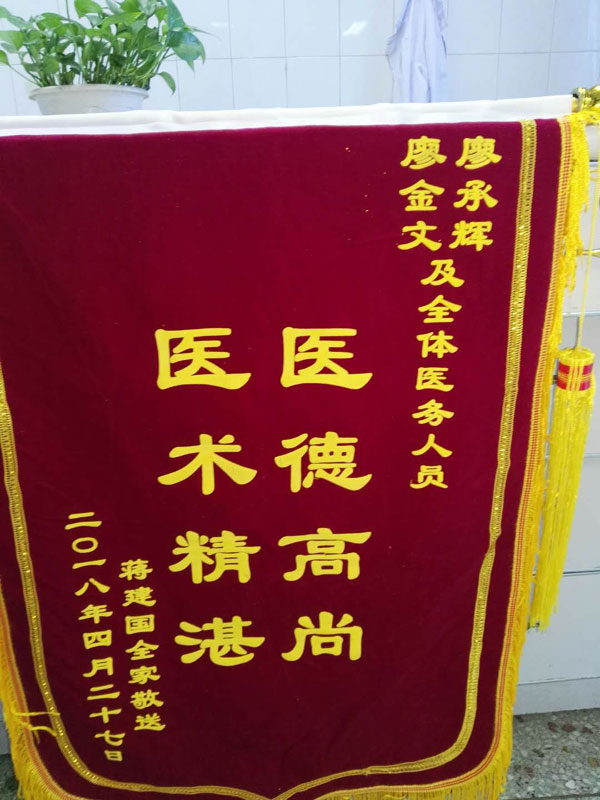 廖承辉
廖金文
及全体医务人员
医德高尚
医术精湛
蒋建国全家敬送
二〇一八年四月二十七日